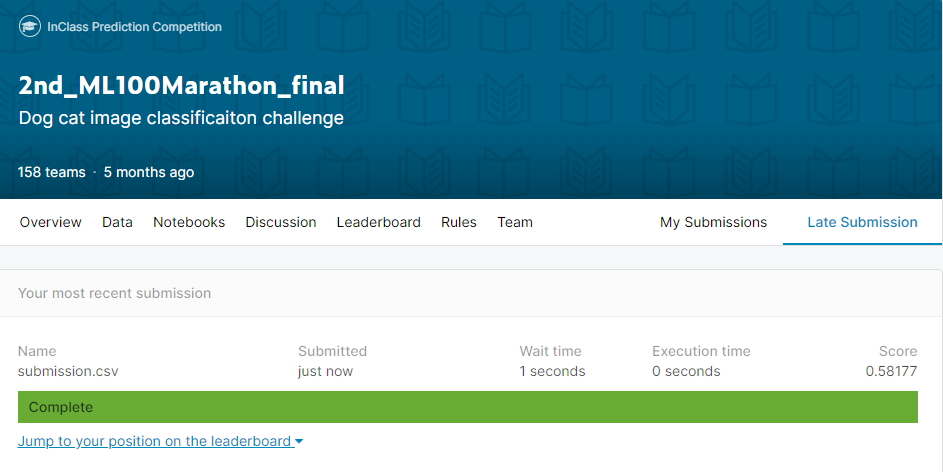 InClass Prediction Competition
2nd_ML100Marathon_final
Dog cat image classificaiton challenge
158 teams · 5 months ago
Overview Data Notebooks Discussion Leaderboard Rules Team My Submissions Late Submission
Your most recent submission
Name Submitted Wait time Execution time Score
submission.csv just now 1 seconds 0 seconds 0.58177
Complete
Jump to your position on the leaderboard